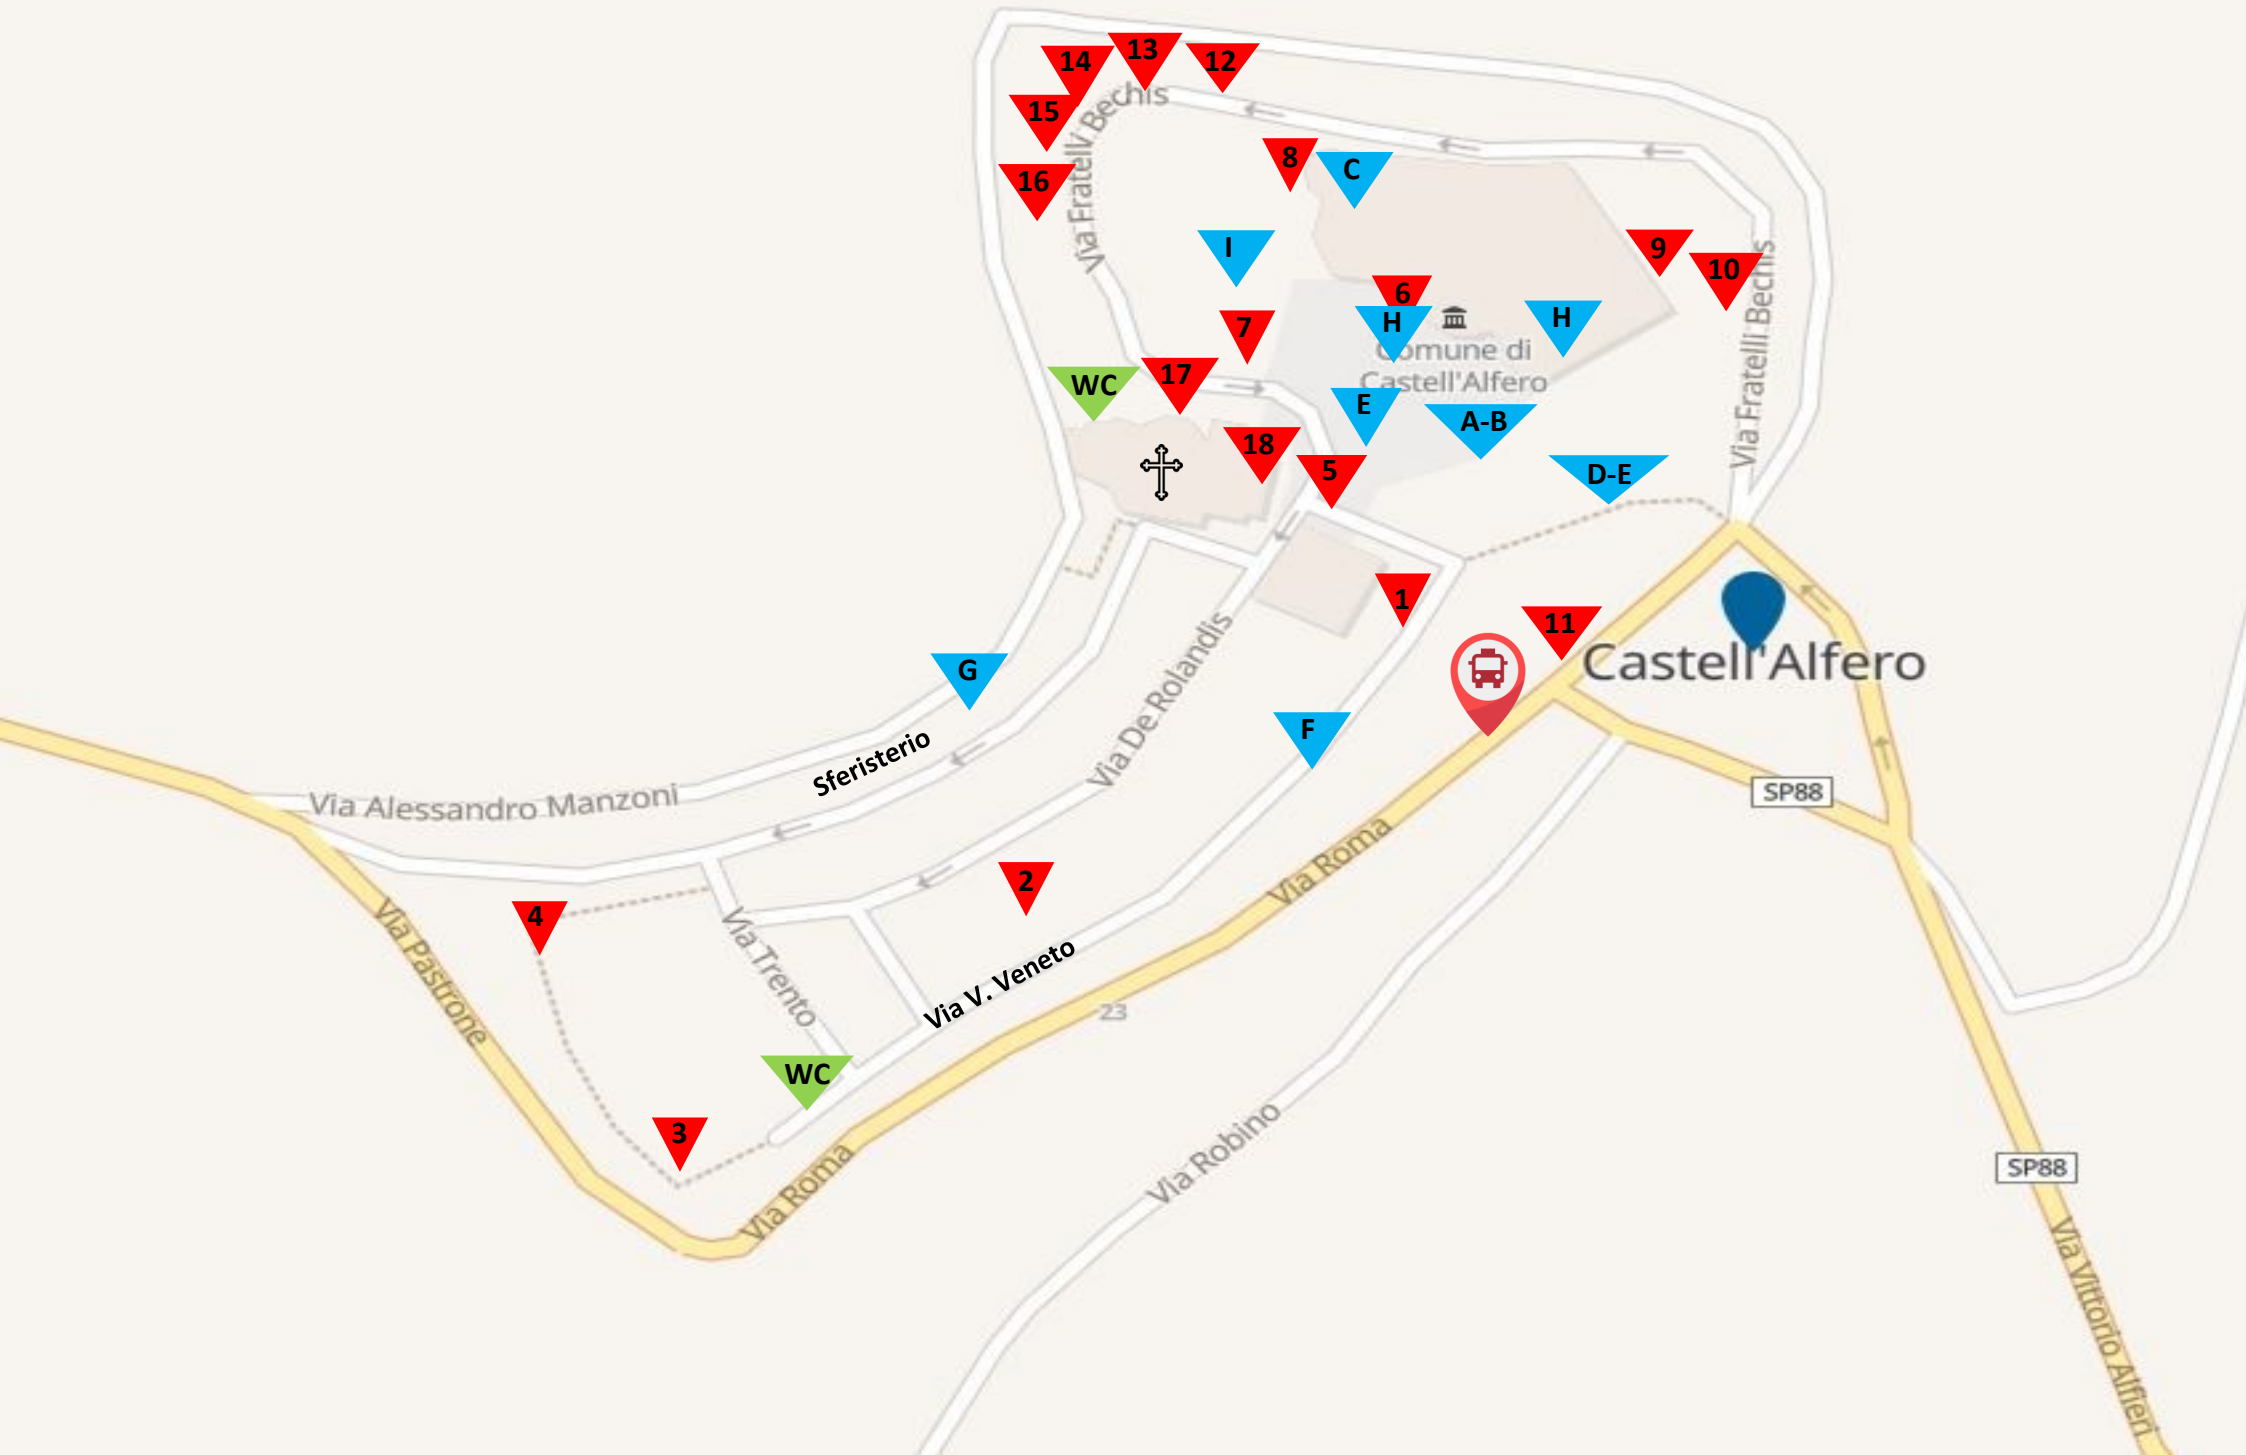 13
14
12
Via Fratelli Bechis
15
8
C
16
I
9
10
6
H
H
7
Comune di
Castell'Alfero
Via Fratelli Bechis
17
WC
E
A-B
18
5
D-E
1
11
Castell'Alfero
G
Via De Rolandis
F
Sferisterio
Via Alessandro Manzoni
SP88
Via Roma
2
4
Via Pastrone
Via Trento
Via V. Veneto
23
WC
3
Via Roma
Via Robino
SP88
Via Vittorio Alfieri